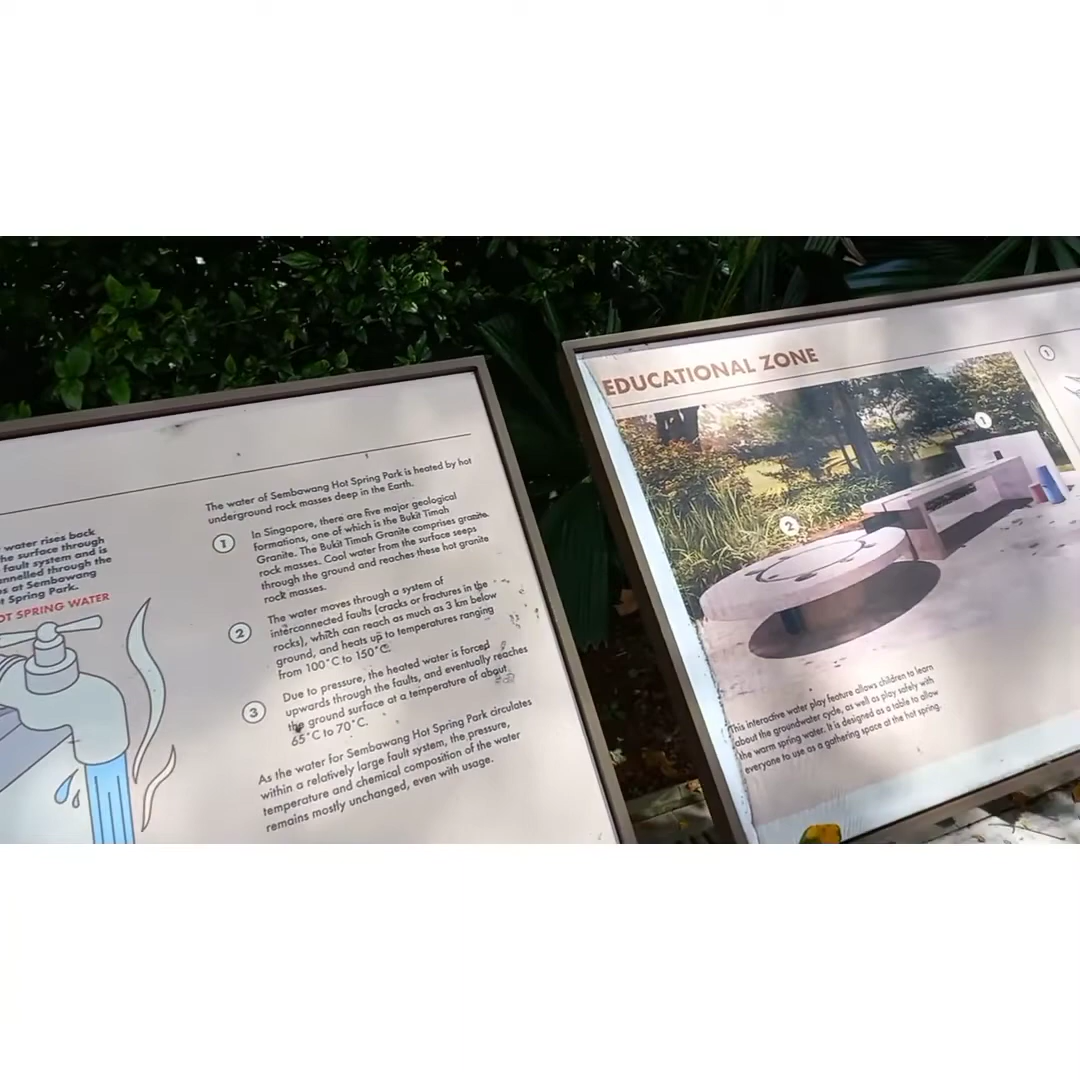 water rises back
the surface through
fault system and is
annelled through the
at Sembawang
Spring Park.
OT SPRING WATER
The water of Sembawang Hot Spring Park is heated by hot
underground rock masses deep in the Earth.
1
In Singapore, there are five major geological
formations, one of which is the Bukit Timah
Granite. The Bukit Timah Granite comprises granite
rock masses. Cool water from the surface seeps
through the ground and reaches these hot granite
rock masses.
2
The water moves through a system of
interconnected faults (cracks or fractures in the
rocks), which can reach as much as 3 km below
ground, and heats up to temperatures ranging
from 100°C to 150°C.
3
Due to pressure, the heated water is forced
upwards through the faults, and eventually reaches
the ground surface at a temperature of about
65°C to 70°C.
As the water for Sembawang Hot Spring Park circulates
within a relatively large fault system, the pressure,
temperature and chemical composition of the water
remains mostly unchanged, even with usage.
EDUCATIONAL ZONE
1
2
1
This interactive water play feature allows children to learn
about the groundwater cycle, as well as play safely with
the warm spring water. It is designed as a table to allow
everyone to use as a gathering space at the hot spring.